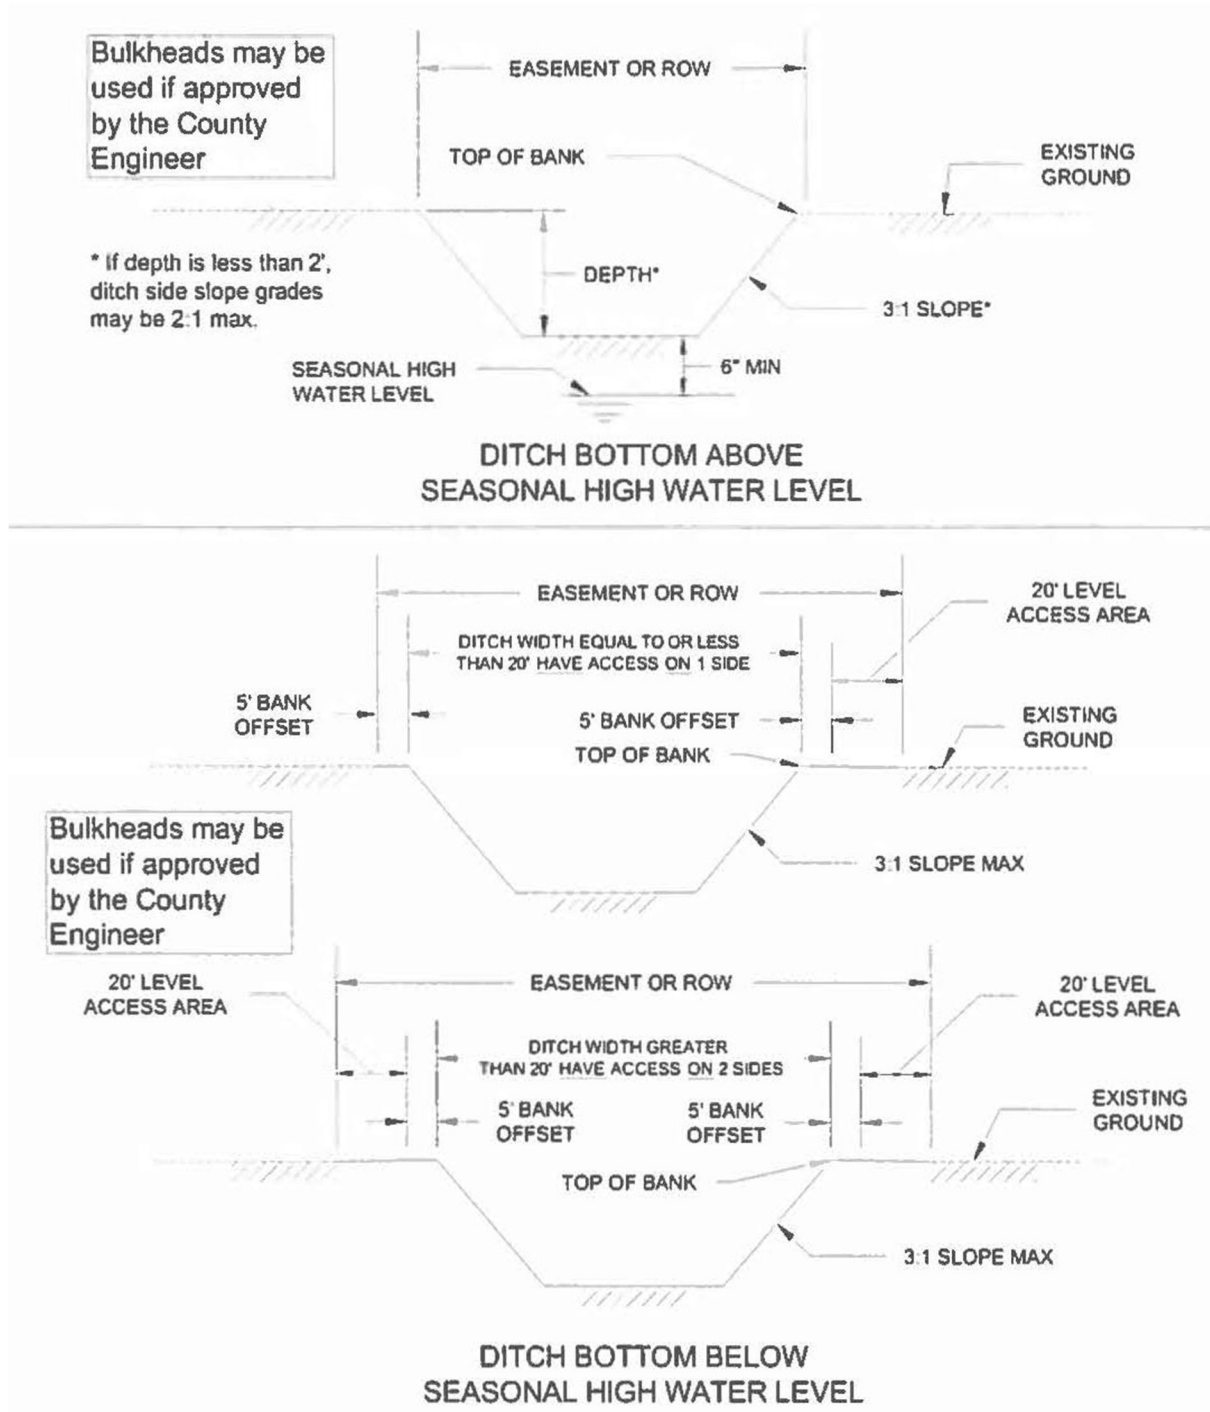 Bulkheads may be
used if approved
by the County
Engineer
EASEMENT OR ROW
TOP OF BANK
EXISTING
GROUND
* If depth is less than 2',
ditch side slope grades
may be 2:1 max.
DEPTH*
3:1 SLOPE*
SEASONAL HIGH
WATER LEVEL
6" MIN
DITCH BOTTOM ABOVE
SEASONAL HIGH WATER LEVEL
EASEMENT OR ROW
20' LEVEL
ACCESS AREA
DITCH WIDTH EQUAL TO OR LESS
THAN 20' HAVE ACCESS ON 1 SIDE
5' BANK
OFFSET
5' BANK OFFSET
TOP OF BANK
EXISTING
GROUND
Bulkheads may be
used if approved
by the County
Engineer
3:1 SLOPE MAX
20' LEVEL
ACCESS AREA
EASEMENT OR ROW
20' LEVEL
ACCESS AREA
DITCH WIDTH GREATER
THAN 20' HAVE ACCESS ON 2 SIDES
5' BANK
OFFSET
5' BANK
OFFSET
EXISTING
GROUND
TOP OF BANK
3:1 SLOPE MAX
DITCH BOTTOM BELOW
SEASONAL HIGH WATER LEVEL